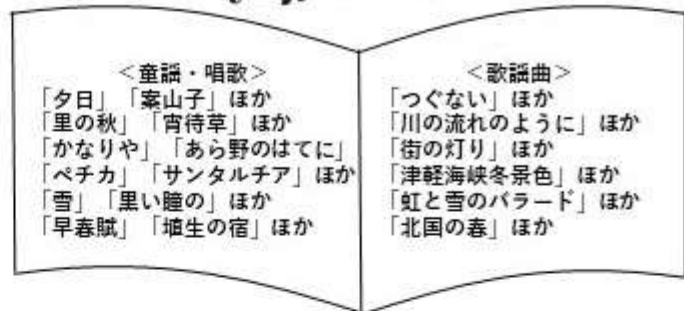 ＜童謡・唱歌＞
「夕日」「案山子」ほか
「里の秋」「宵待草」ほか
「かなりや」「あら野のはてに」
「ペチカ」「サンタルチア」ほか
「雪」「黒い瞳の」ほか
「早春賦」「埴生の宿」ほか
＜歌謡曲＞
「つぐない」ほか
「川の流れのように」ほか
「街の灯り」ほか
「津軽海峡冬景色」ほか
「虹と雪のバラード」ほか
「北国の春」ほか